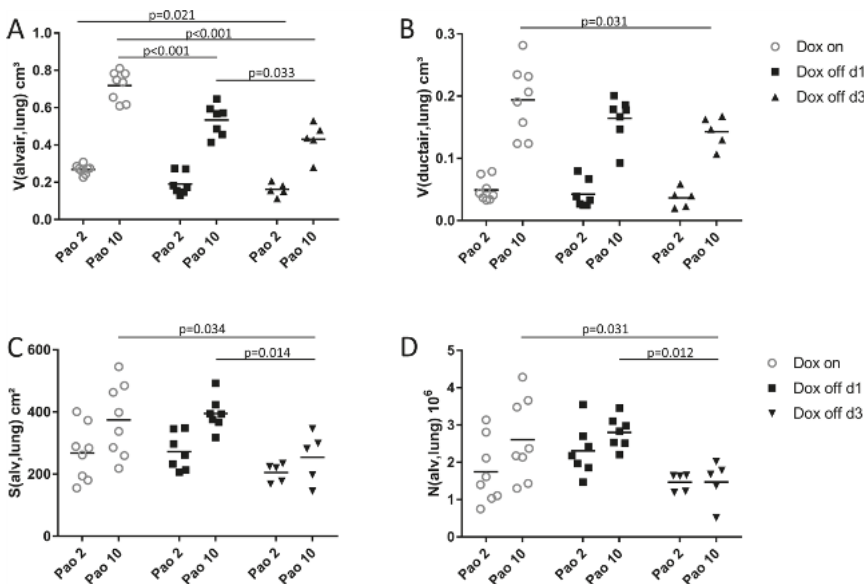 A
p=0.021
p<0.001
p<0.001
p=0.033
V(alvair,lung) cm³
1.0
0.8
0.6
0.4
0.2
0.0
Pao 2
Pao 10
Pao 2
Pao 10
Pao 2
Pao 10
B
p=0.031
V(ductair,lung) cm³
0.3
0.2
0.1
0.0
Pao 2
Pao 10
Pao 2
Pao 10
Pao 2
Pao 10
Dox on
Dox off d1
Dox off d3
C
p=0.034
p=0.014
S(alv,lung) cm²
600
400
200
0
Pao 2
Pao 10
Pao 2
Pao 10
Pao 2
Pao 10
D
p=0.031
p=0.012
N(alv,lung) 10⁶
5
4
3
2
1
0
Pao 2
Pao 10
Pao 2
Pao 10
Pao 2
Pao 10
Dox on
Dox off d1
Dox off d3